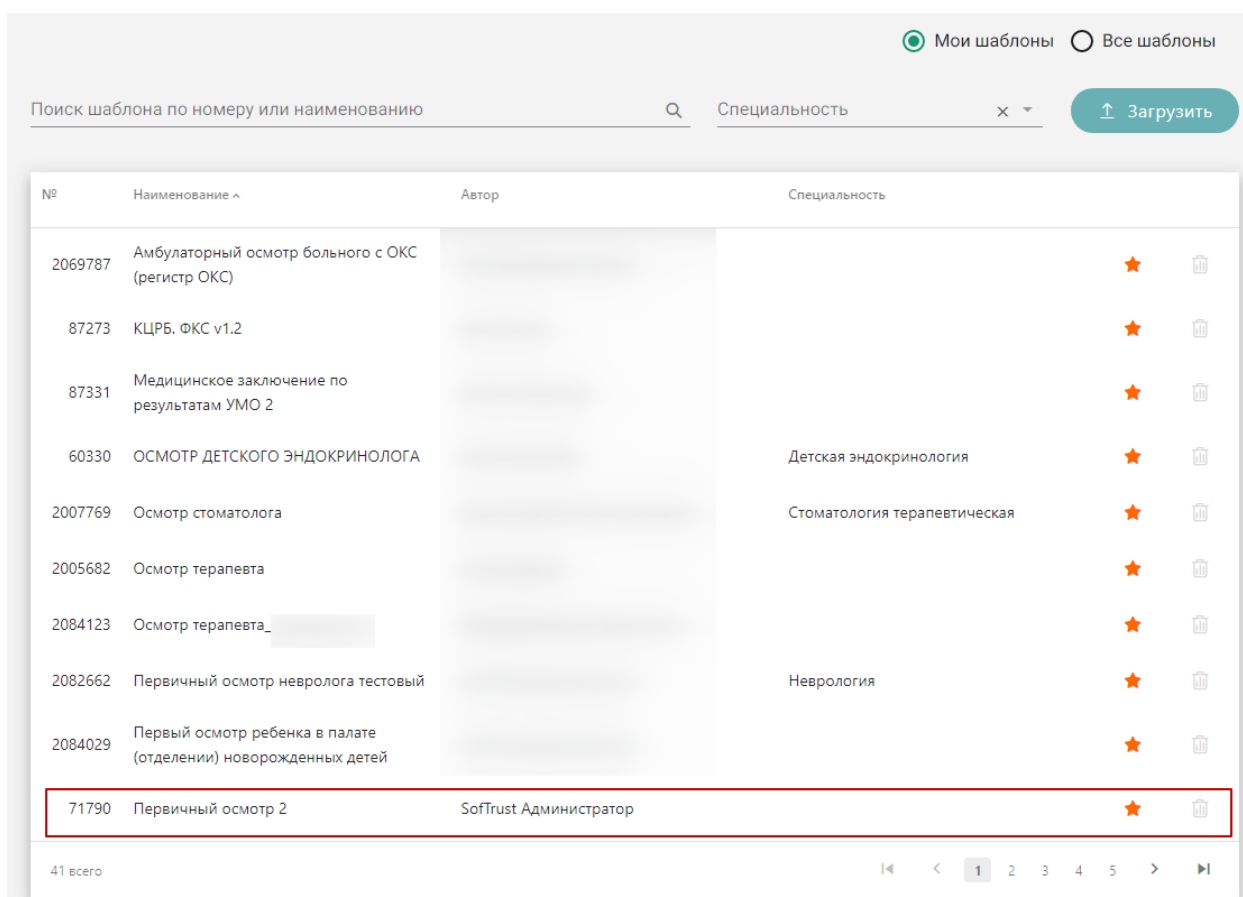 Мои шаблоны Все шаблоны
Поиск шаблона по номеру или наименованию Специальность Загрузить
№ Наименование Автор Специальность
2069787 Амбулаторный осмотр больного с ОКС
(регистр ОКС)
87273 КЦРБ. ФКС v1.2
87331 Медицинское заключение по
результатам УМО 2
60330 ОСМОТР ДЕТСКОГО ЭНДОКРИНОЛОГА Детская эндокринология
2007769 Осмотр стоматолога Стоматология терапевтическая
2005682 Осмотр терапевта
2084123 Осмотр терапевта_
2082662 Первичный осмотр невролога тестовый Неврология
2084029 Первый осмотр ребенка в палате
(отделении) новорожденных детей
71790 Первичный осмотр 2 SofTrust Администратор
41 всего 1 2 3 4 5